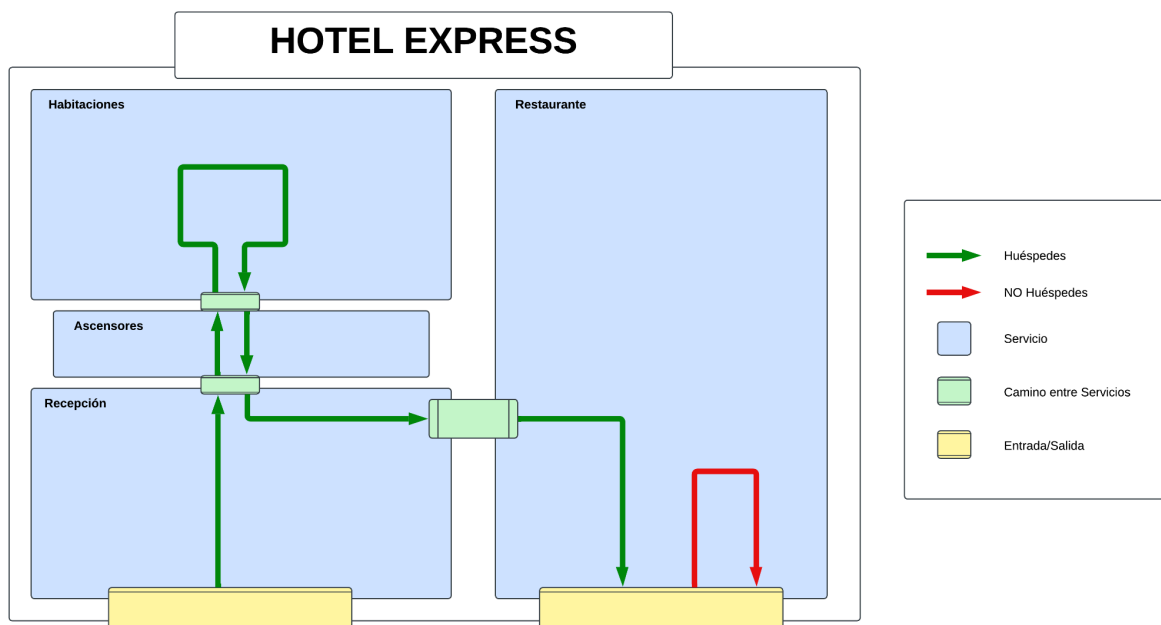 HOTEL EXPRESS
Habitaciones
Restaurante
Ascensores
Recepción
Huéspedes
NO Huéspedes
Servicio
Camino entre Servicios
Entrada/Salida